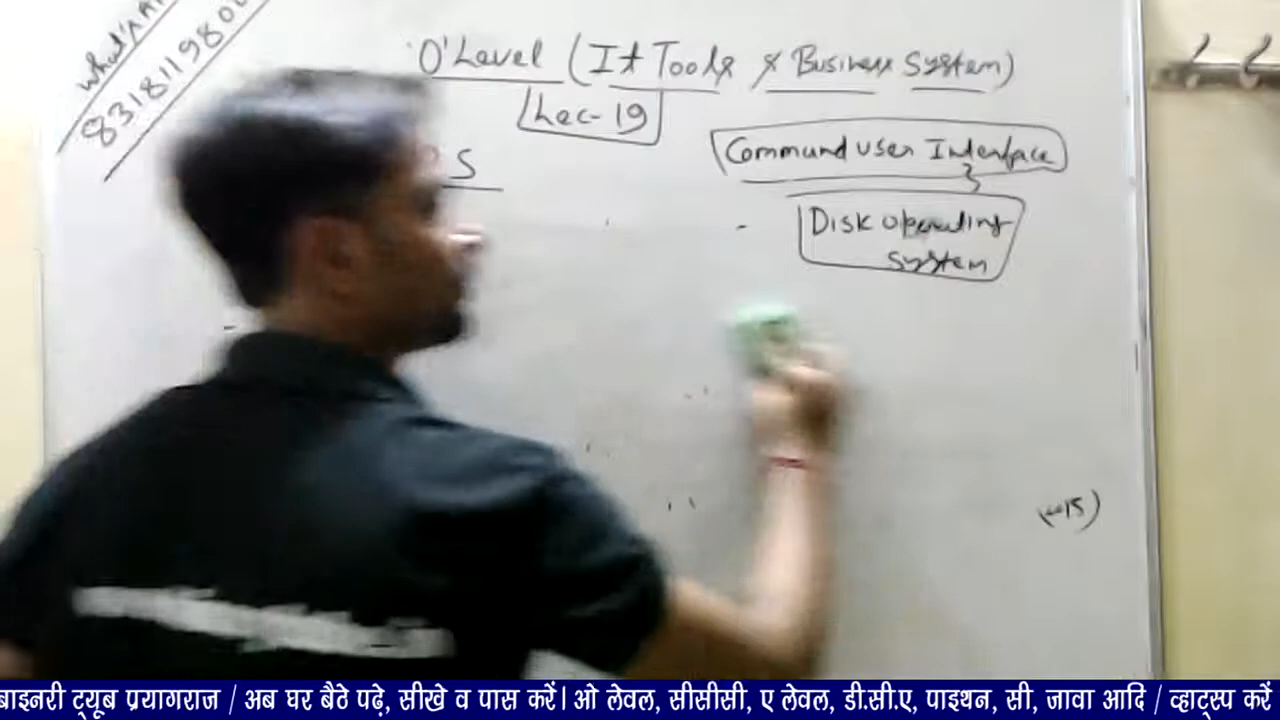 O'Level (It Tools & Business System)
Lec-19
S
Command user Interface
Disk operating
system
बाइनरी ट्यूब प्रयागराज / अब घर बैठे पढ़े, सीखे व पास करें। ओ लेवल, सीसीसी, ए लेवल, डी.सी.ए, पाइथन, सी, जावा आदि / व्हाट्स्प करें